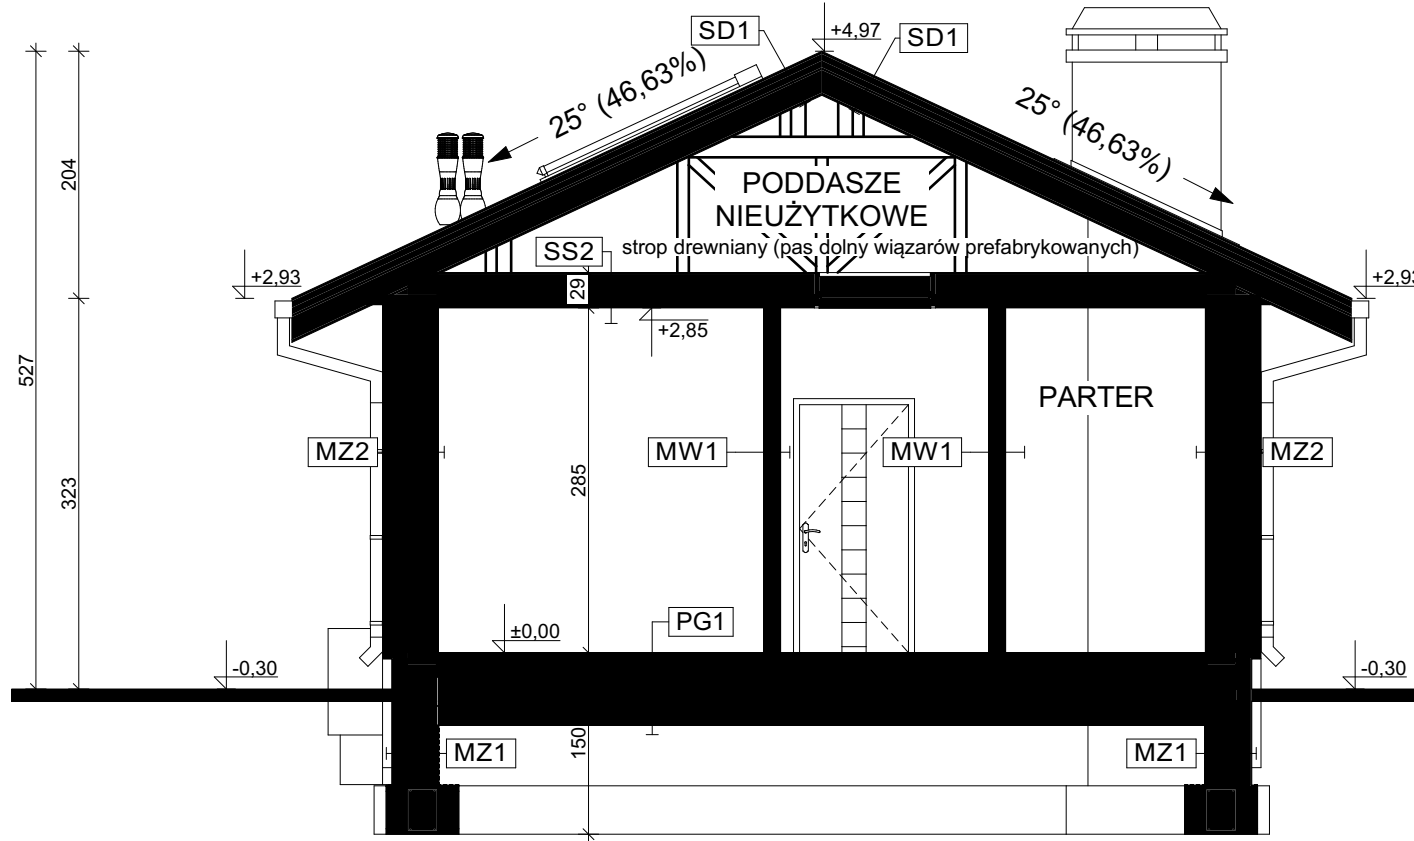 SD1
+4,97
SD1
25° (46,63%)
25° (46,63%)
204
PODDASZE
NIEUŻYTKOWE
strop drewniany (pas dolny wiązarów prefabrykowanych)
SS2
+2,93
+2,93
29
+2,85
527
PARTER
MZ2
MW1
MW1
MZ2
323
285
PG1
±0,00
-0,30
-0,30
150
MZ1
MZ1